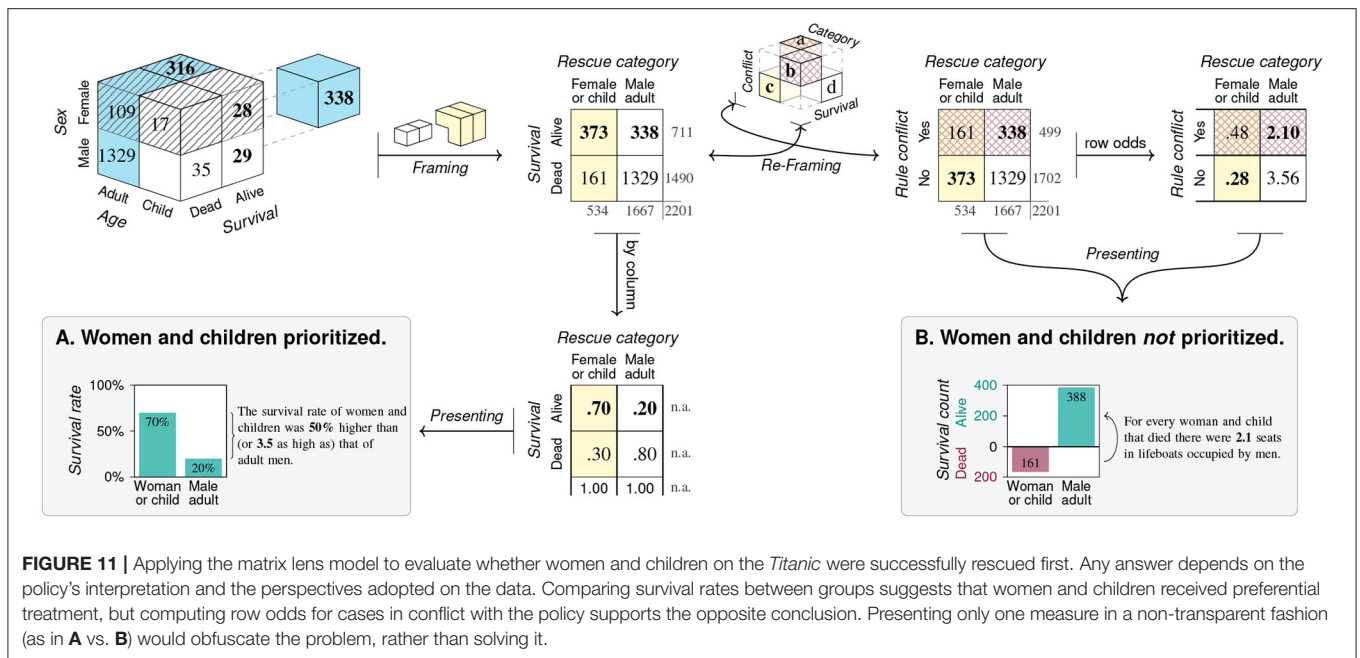 Sex
Female
Male
316
109
17
28
1329
35
29
338
Adult
Child
Dead
Alive
Age
Survival
Framing
Rescue category
Female or child
Male adult
Survival
Alive
Dead
373 338 711
161 1329 1490
534 1667 2201
Category
Conflict
a
b
c
d
Survival
Re-Framing
Rescue category
Female or child
Male adult
Rule conflict
Yes
No
161 338 499
373 1329 1702
534 1667 2201
row odds
Rescue category
Female or child
Male adult
Rule conflict
Yes
No
.48 2.10
.28 3.56
by column
Presenting
A. Women and children prioritized.
Survival rate
100%
50%
0%
70%
20%
Woman or child
Male adult
The survival rate of women and
children was 50% higher than
(or 3.5 as high as) that of
adult men.
Presenting
Rescue category
Female or child
Male adult
Survival
Alive
Dead
.70 .20 n.a.
.30 .80 n.a.
1.00 1.00 n.a.
B. Women and children not prioritized.
Survival count
Dead
Alive
400
200
0
200
388
161
Woman or child
Male adult
For every woman and child
that died there were 2.1 seats
in lifeboats occupied by men.
FIGURE 11 | Applying the matrix lens model to evaluate whether women and children on the Titanic were successfully rescued first. Any answer depends on the
policy’s interpretation and the perspectives adopted on the data. Comparing survival rates between groups suggests that women and children received preferential
treatment, but computing row odds for cases in conflict with the policy supports the opposite conclusion. Presenting only one measure in a non-transparent fashion
(as in A vs. B) would obfuscate the problem, rather than solving it.